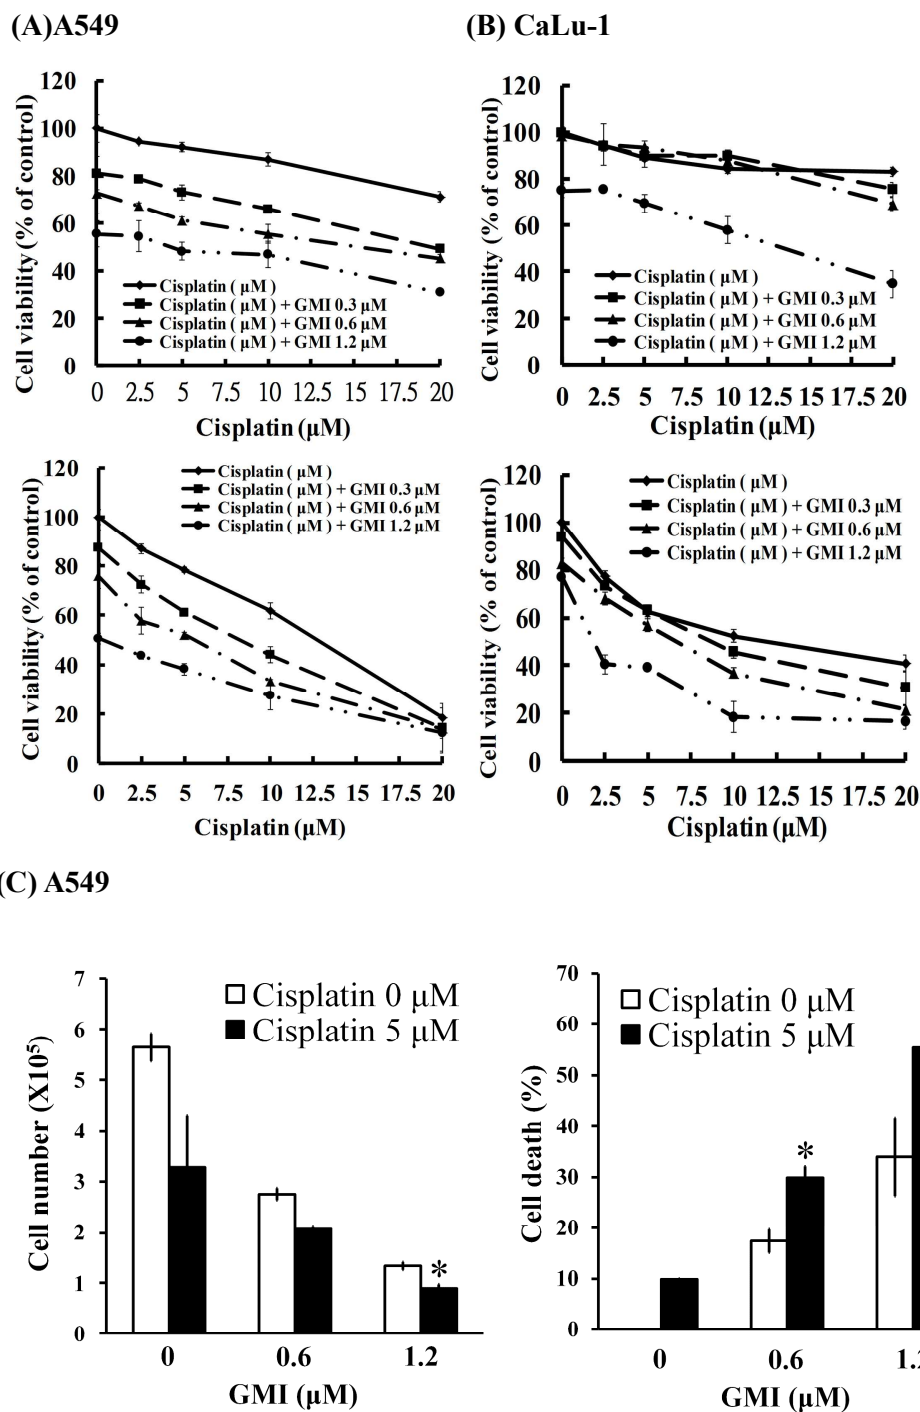 (A)A549
(B) CaLu-1
120
100
80
60
40
20
0
Cell viability (% of control)
Cisplatin ( μM )
Cisplatin ( μM ) + GMI 0.3 μM
Cisplatin ( μM ) + GMI 0.6 μM
Cisplatin ( μM ) + GMI 1.2 μM
0 2.5 5 7.5 10 12.5 15 17.5 20
Cisplatin (μM)
120
100
80
60
40
20
0
Cell viability (% of control)
Cisplatin ( μM )
Cisplatin ( μM ) + GMI 0.3 μM
Cisplatin ( μM ) + GMI 0.6 μM
Cisplatin ( μM ) + GMI 1.2 μM
0 2.5 5 7.5 10 12.5 15 17.5 20
Cisplatin (μM)
120
100
80
60
40
20
0
Cell viability (% of control)
Cisplatin ( μM )
Cisplatin ( μM ) + GMI 0.3 μM
Cisplatin ( μM ) + GMI 0.6 μM
Cisplatin ( μM ) + GMI 1.2 μM
0 2.5 5 7.5 10 12.5 15 17.5 20
Cisplatin (μM)
120
100
80
60
40
20
0
Cell viability (% of control)
Cisplatin ( μM )
Cisplatin ( μM ) + GMI 0.3 μM
Cisplatin ( μM ) + GMI 0.6 μM
Cisplatin ( μM ) + GMI 1.2 μM
0 2.5 5 7.5 10 12.5 15 17.5 20
Cisplatin (μM)
(C) A549
7
6
5
4
3
2
1
0
Cell number (X10⁵)
Cisplatin 0 μM
Cisplatin 5 μM
*
0 0.6 1.2
GMI (μM)
70
60
50
40
30
20
10
0
Cell death (%)
Cisplatin 0 μM
Cisplatin 5 μM
*
0 0.6 1.2
GMI (μM)